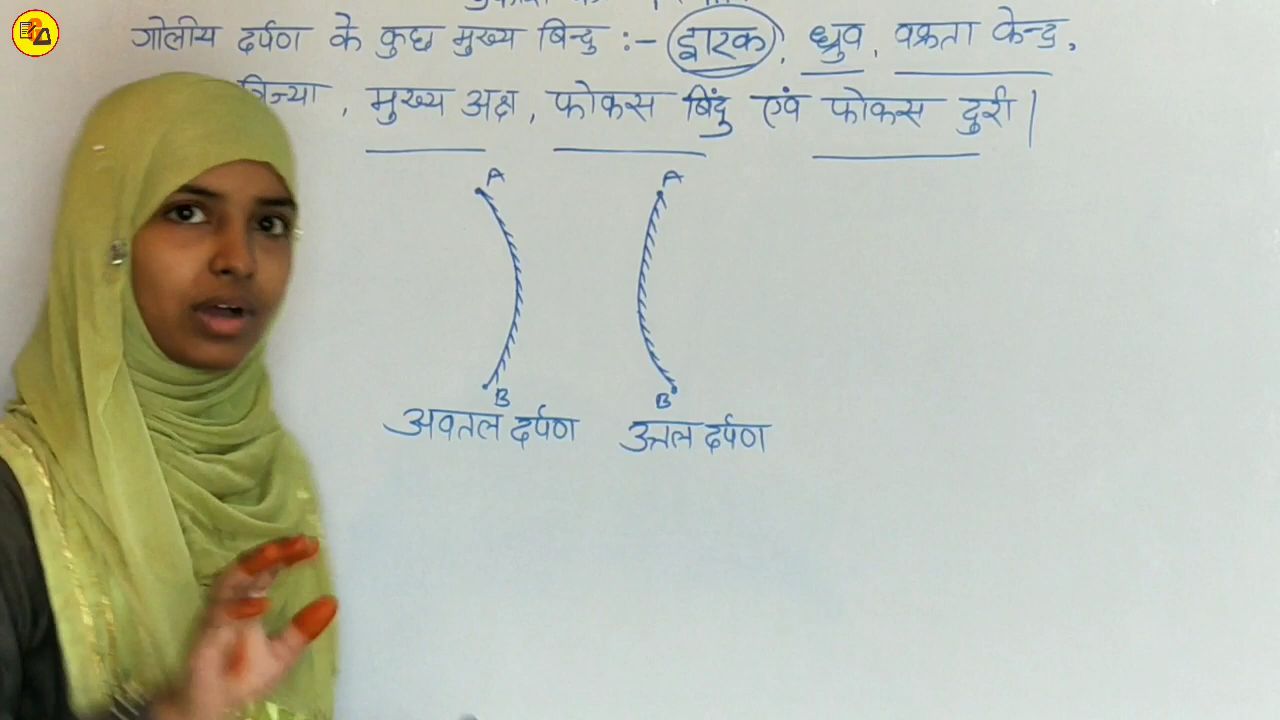 गोलीय दर्पण के कुछ मुख्य बिन्दु :- द्वारक, ध्रुव, वक्रता केन्द्र,
त्रिज्या, मुख्य अक्ष, फोकस बिंदु एवं फोकस दुरी |
A A
B B
अवतल दर्पण उत्तल दर्पण